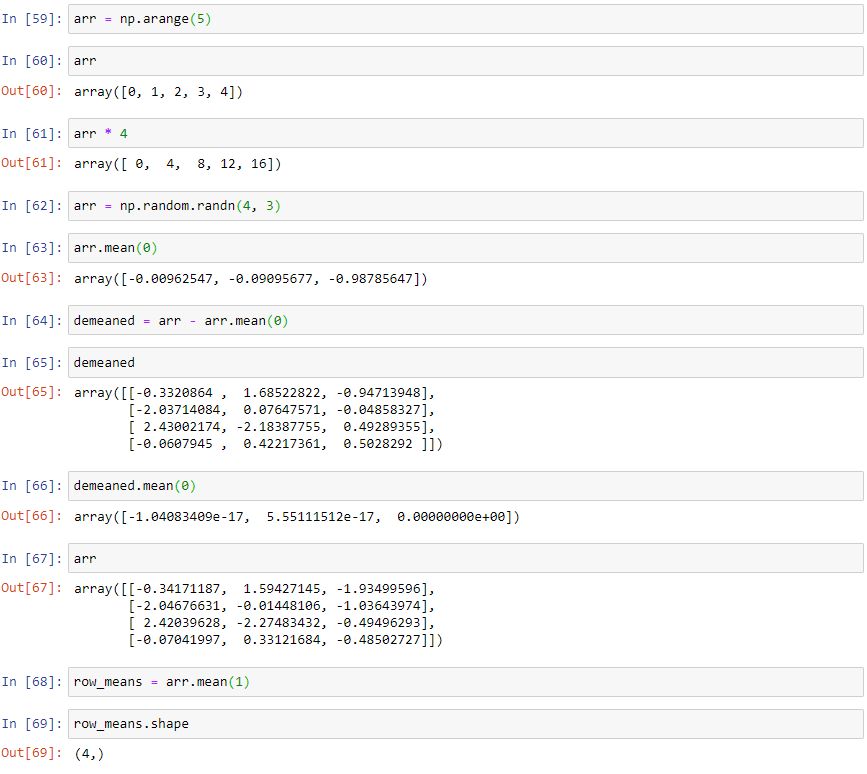 In [59]: arr = np.arange(5)
In [60]: arr
Out[60]: array([0, 1, 2, 3, 4])
In [61]: arr * 4
Out[61]: array([ 0,  4,  8, 12, 16])
In [62]: arr = np.random.randn(4, 3)
In [63]: arr.mean(0)
Out[63]: array([-0.00962547, -0.09095677, -0.98785647])
In [64]: demeaned = arr - arr.mean(0)
In [65]: demeaned
Out[65]: array([[-0.3320864 ,  1.68522822, -0.94713948],
       [-2.03714084,  0.07647571, -0.04858327],
       [ 2.43002174, -2.18387755,  0.49289355],
       [-0.0607945 ,  0.42217361,  0.5028292 ]])
In [66]: demeaned.mean(0)
Out[66]: array([-1.04083409e-17,  5.55111512e-17,  0.00000000e+00])
In [67]: arr
Out[67]: array([[-0.34171187,  1.59427145, -1.93499596],
       [-2.04676631, -0.01448106, -1.03643974],
       [ 2.42039628, -2.27483432, -0.49496293],
       [-0.07041997,  0.33121684, -0.48502727]])
In [68]: row_means = arr.mean(1)
In [69]: row_means.shape
Out[69]: (4,)